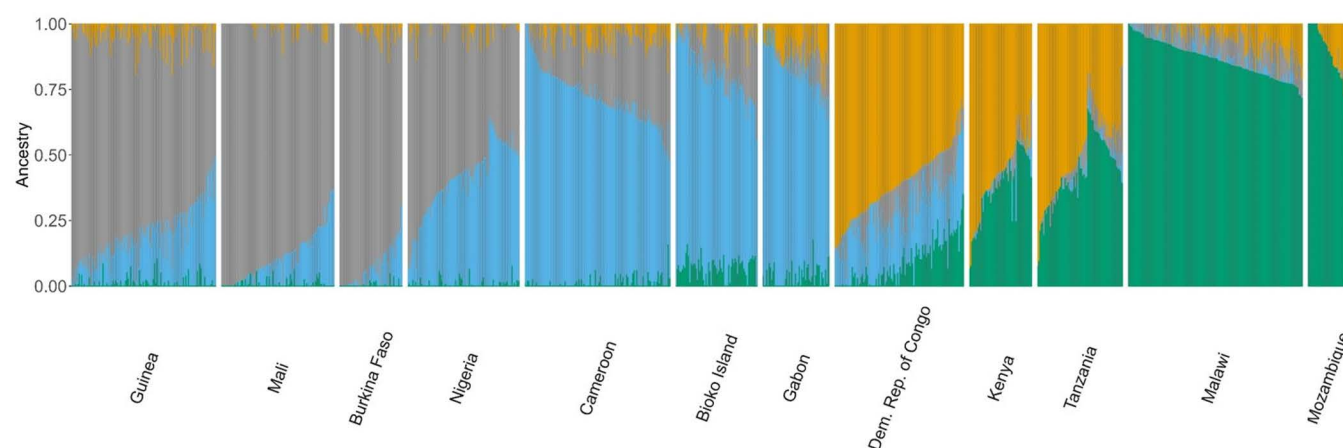 1.00
0.75
0.50
0.25
0.00
Ancestry
Guinea
Mali
Burkina Faso
Nigeria
Cameroon
Bioko Island
Gabon
Dem. Rep. of Congo
Kenya
Tanzania
Malawi
Mozambique